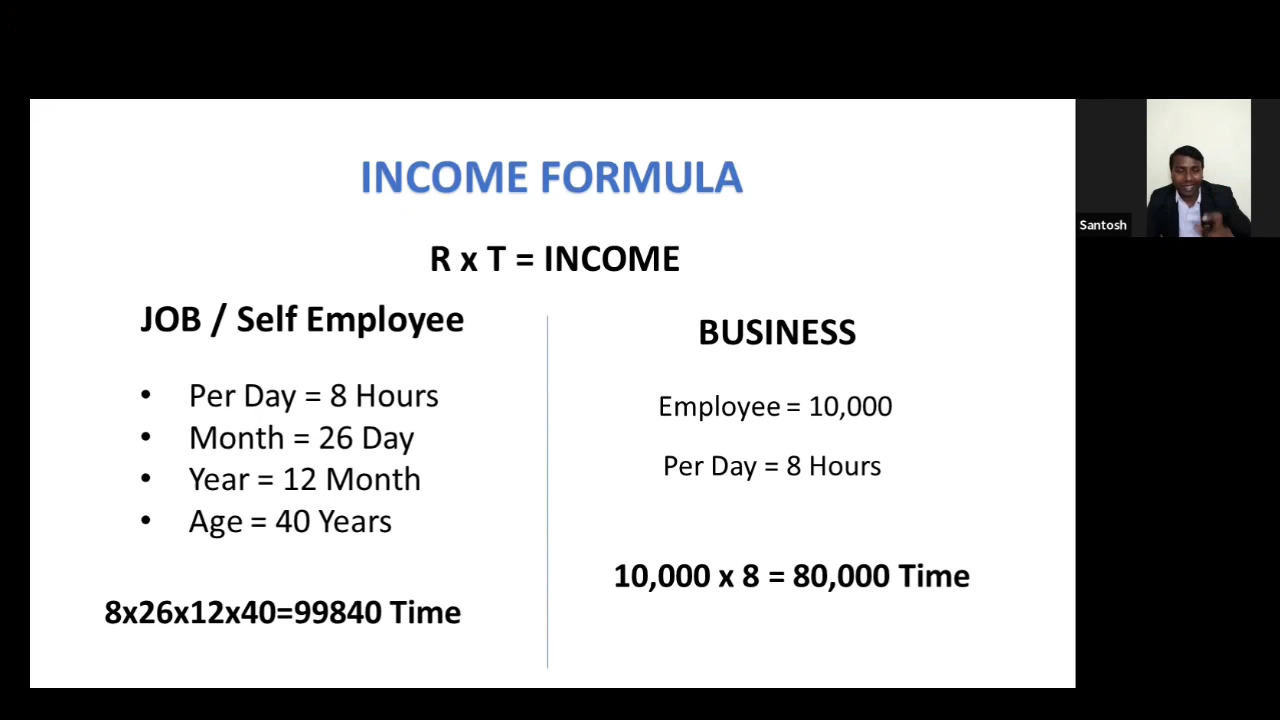 INCOME FORMULA
R x T = INCOME
JOB / Self Employee
• Per Day = 8 Hours
• Month = 26 Day
• Year = 12 Month
• Age = 40 Years
8x26x12x40=99840 Time
BUSINESS
Employee = 10,000
Per Day = 8 Hours
10,000 x 8 = 80,000 Time
Santosh